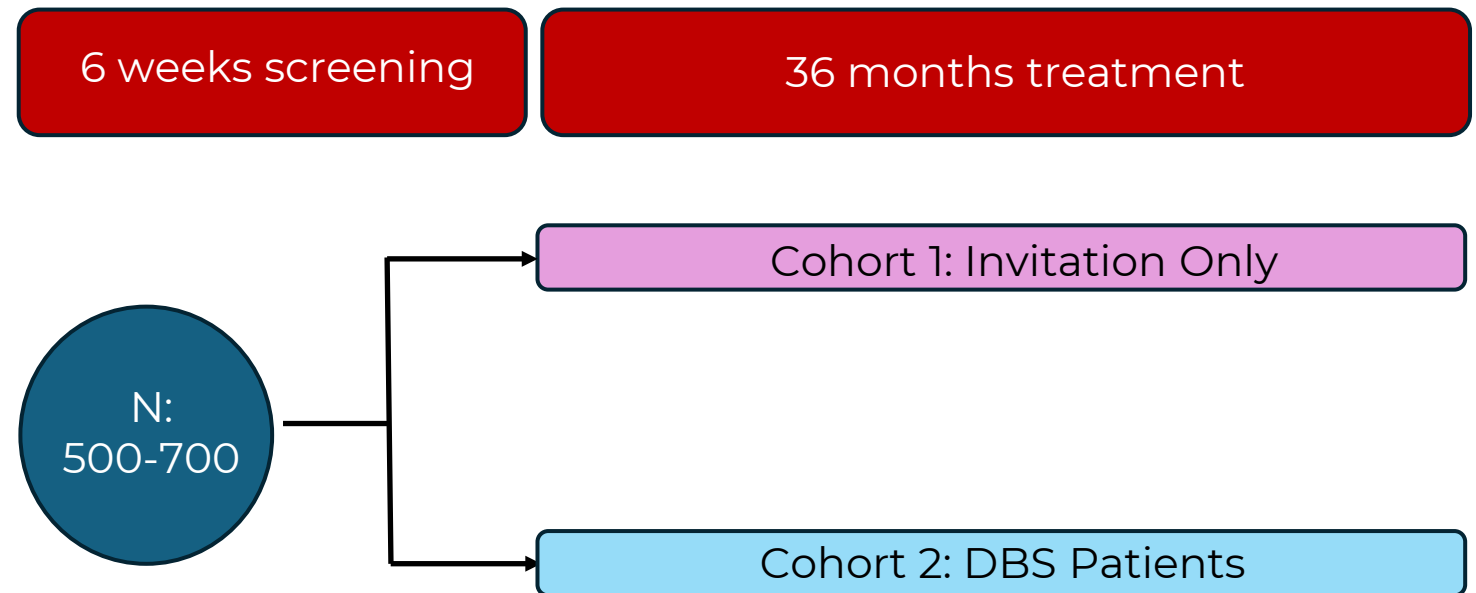 6 weeks screening
36 months treatment
Cohort 1: Invitation Only
N:
500-700
Cohort 2: DBS Patients